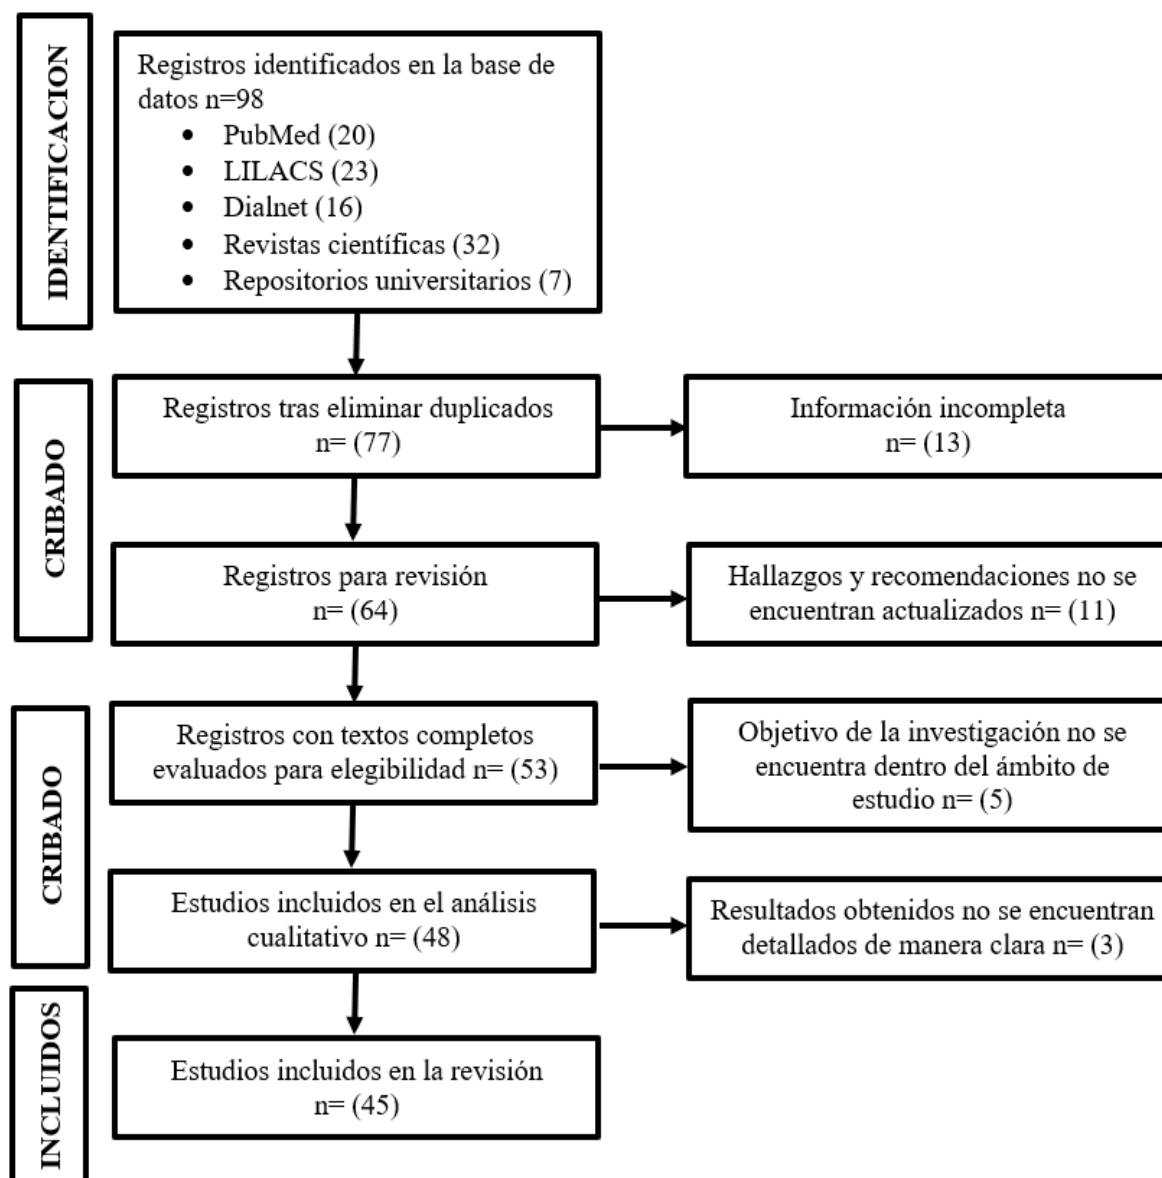 IDENTIFICACION
Registros identificados en la base de
datos n=98
• PubMed (20)
• LILACS (23)
• Dialnet (16)
• Revistas científicas (32)
• Repositorios universitarios (7)
CRIBADO
Registros tras eliminar duplicados
n= (77)
Información incompleta
n= (13)
Registros para revisión
n= (64)
Hallazgos y recomendaciones no se
encuentran actualizados n= (11)
CRIBADO
Registros con textos completos
evaluados para elegibilidad n= (53)
Objetivo de la investigación no se
encuentra dentro del ámbito de
estudio n= (5)
Estudios incluidos en el análisis
cualitativo n= (48)
Resultados obtenidos no se encuentran
detallados de manera clara n= (3)
INCLUIDOS
Estudios incluidos en la revisión
n= (45)